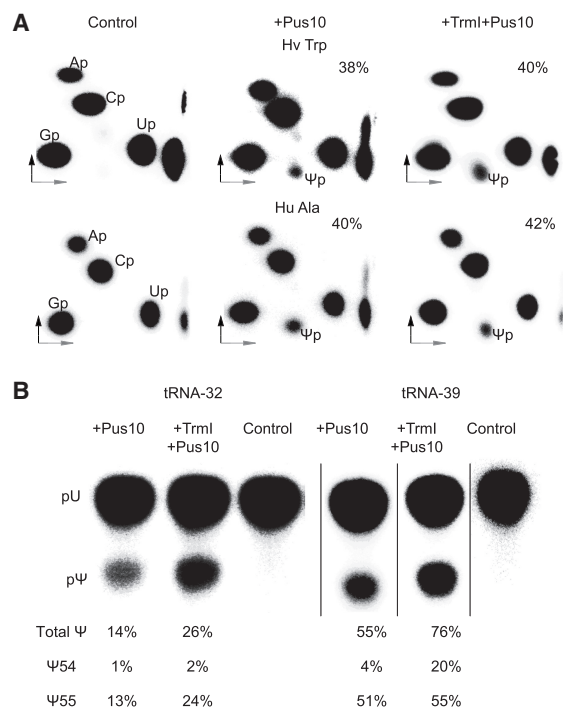 A
Control +Pus10 +TrmI+Pus10
Hv Trp
38% 40%
Ap
Cp
Up
Gp
Ψp Ψp
Hu Ala
40% 42%
Ap
Cp
Up
Gp
Ψp Ψp
B
tRNA-32 tRNA-39
+Pus10 +TrmI Control +Pus10 +TrmI Control
+Pus10 +Pus10
pU
pΨ
Total Ψ 14% 26% 55% 76%
Ψ54 1% 2% 4% 20%
Ψ55 13% 24% 51% 55%